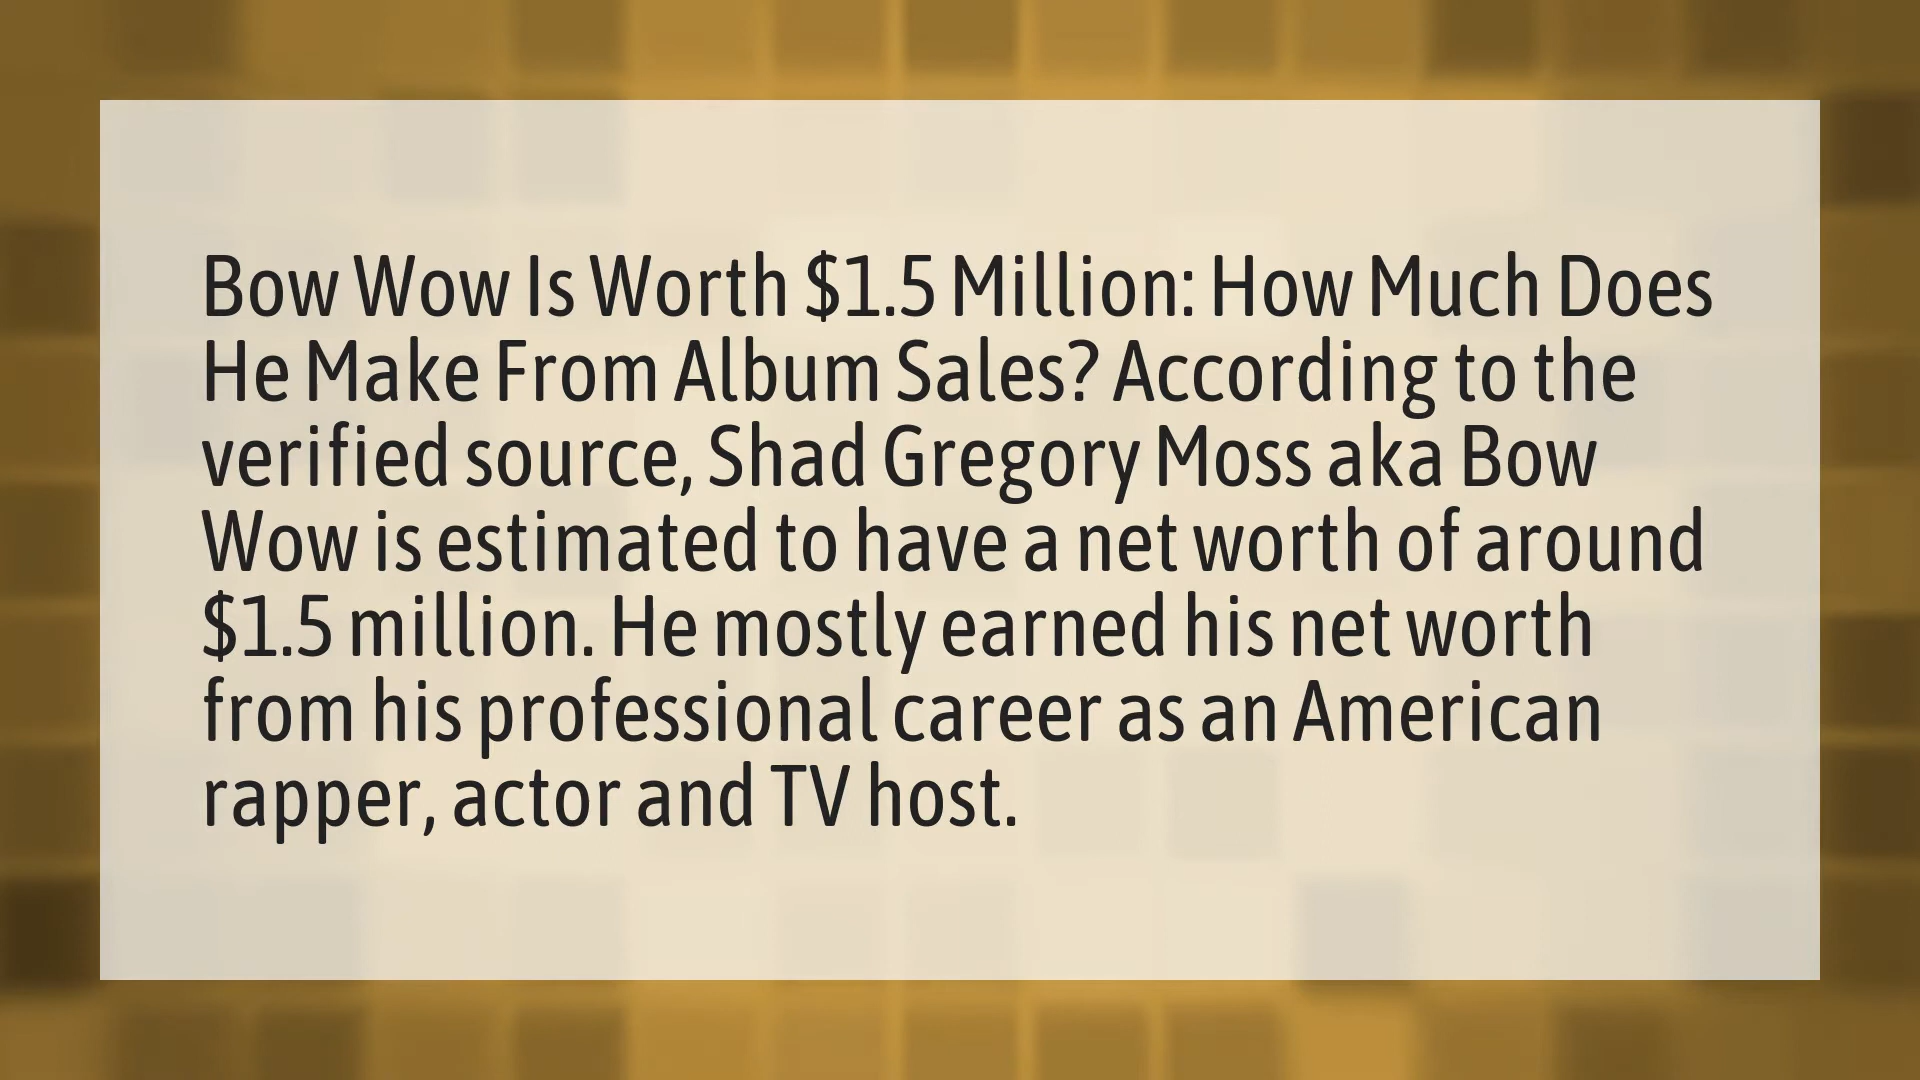 Bow Wow Is Worth $1.5 Million: How Much Does
He Make From Album Sales? According to the
verified source, Shad Gregory Moss aka Bow
Wow is estimated to have a net worth of around
$1.5 million. He mostly earned his net worth
from his professional career as an American
rapper, actor and TV host.